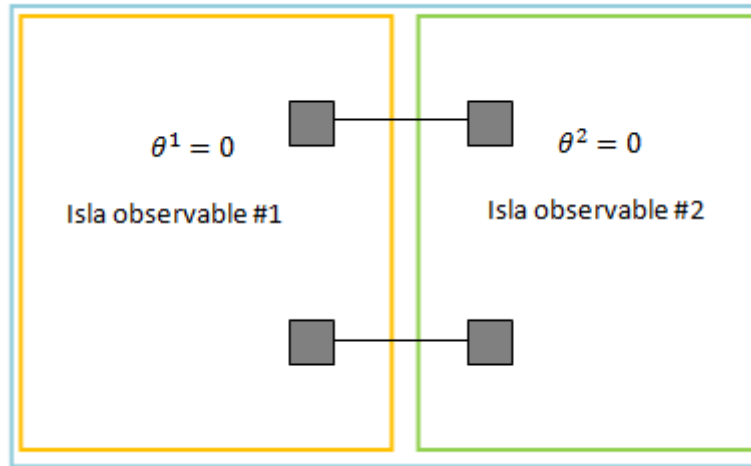 θ¹ = 0
Isla observable #1
θ² = 0
Isla observable #2